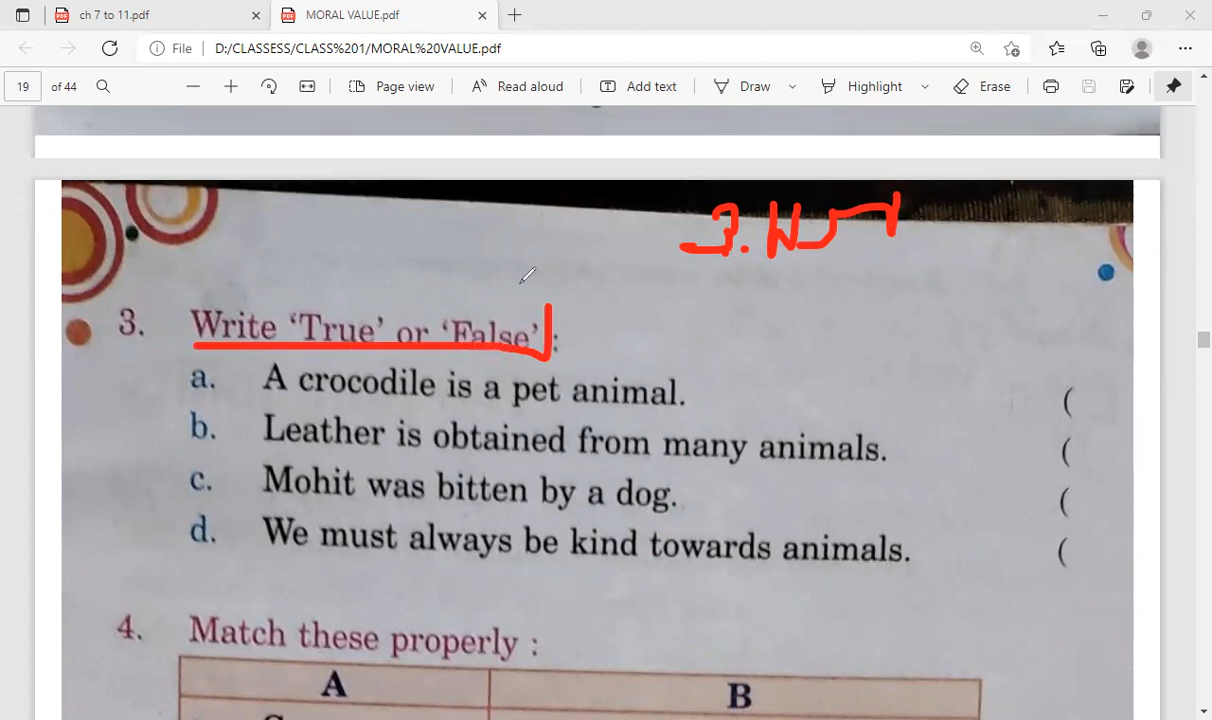 ch 7 to 11.pdf
MORAL VALUE.pdf
File
D:/CLASSESS/CLASS%201/MORAL%20VALUE.pdf
19 of 44
Page view
Read aloud
Add text
Draw
Highlight
Erase
3. Write ‘True’ or ‘False’ :
a. A crocodile is a pet animal. (
b. Leather is obtained from many animals. (
c. Mohit was bitten by a dog. (
d. We must always be kind towards animals. (
4. Match these properly :
A B